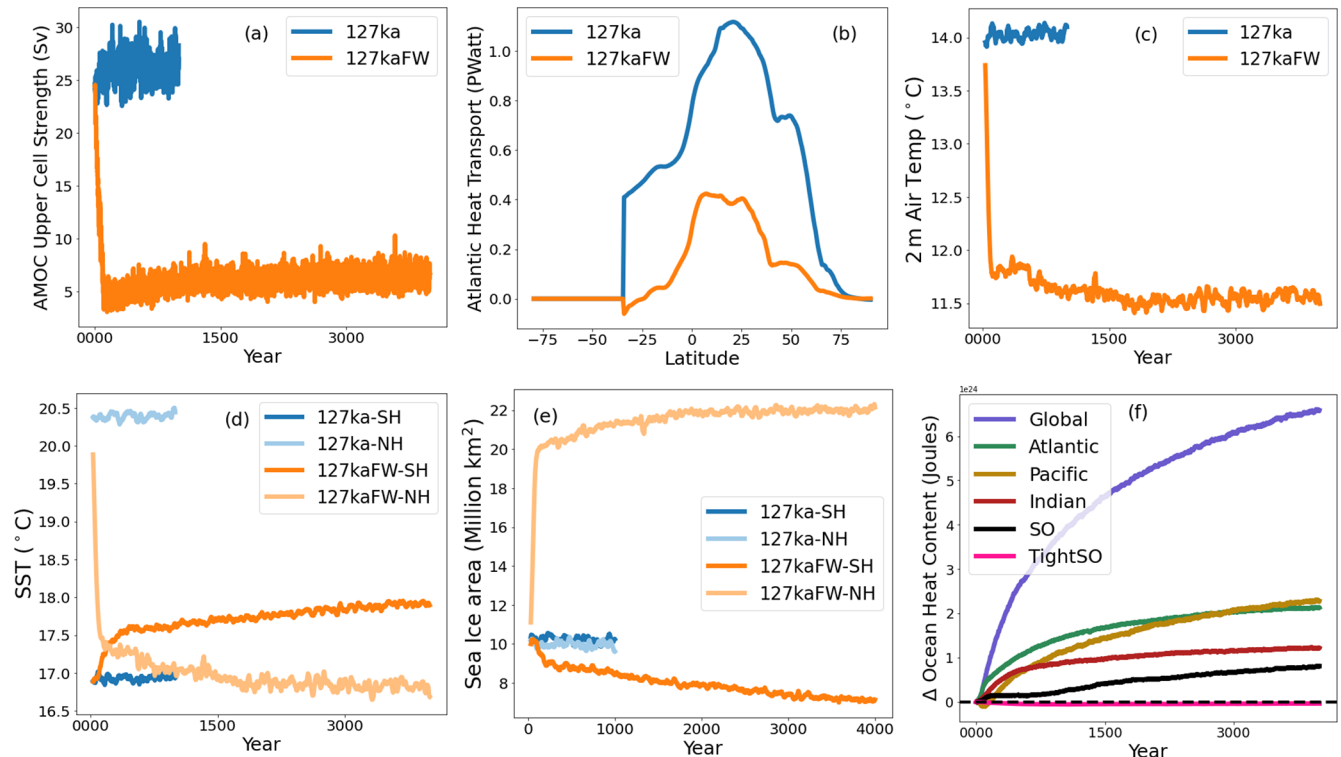 (a)
127ka
127kaFW
30
25
20
15
10
5
AMOC Upper Cell Strength (Sv)
0000
1500
3000
Year
(b)
127ka
127kaFW
1.0
0.8
0.6
0.4
0.2
0.0
Atlantic Heat Transport (PWatt)
−75
−50
−25
0
25
50
75
Latitude
(c)
127ka
127kaFW
14.0
13.5
13.0
12.5
12.0
11.5
2 m Air Temp (°C)
0000
1500
3000
Year
(d)
127ka-SH
127ka-NH
127kaFW-SH
127kaFW-NH
20.5
20.0
19.5
19.0
18.5
18.0
17.5
17.0
16.5
SST (°C)
0000
1500
3000
Year
(e)
127ka-SH
127ka-NH
127kaFW-SH
127kaFW-NH
22
20
18
16
14
12
10
8
Sea Ice area (Million km²)
0
1000
2000
3000
4000
Year
(f)
1e24
Global
Atlantic
Pacific
Indian
SO
TightSO
6
5
4
3
2
1
0
Δ Ocean Heat Content (Joules)
0000
1500
3000
Year